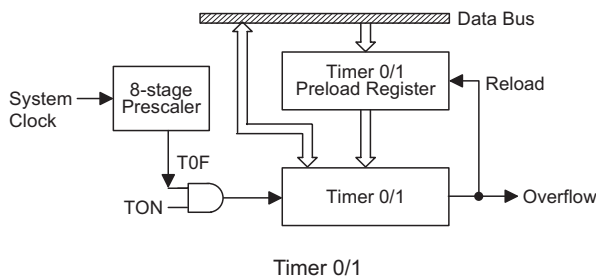 Data Bus
Timer 0/1
Preload Register
Reload
8-stage
Prescaler
System
Clock
T0F
TON
Timer 0/1
Overflow
Timer 0/1